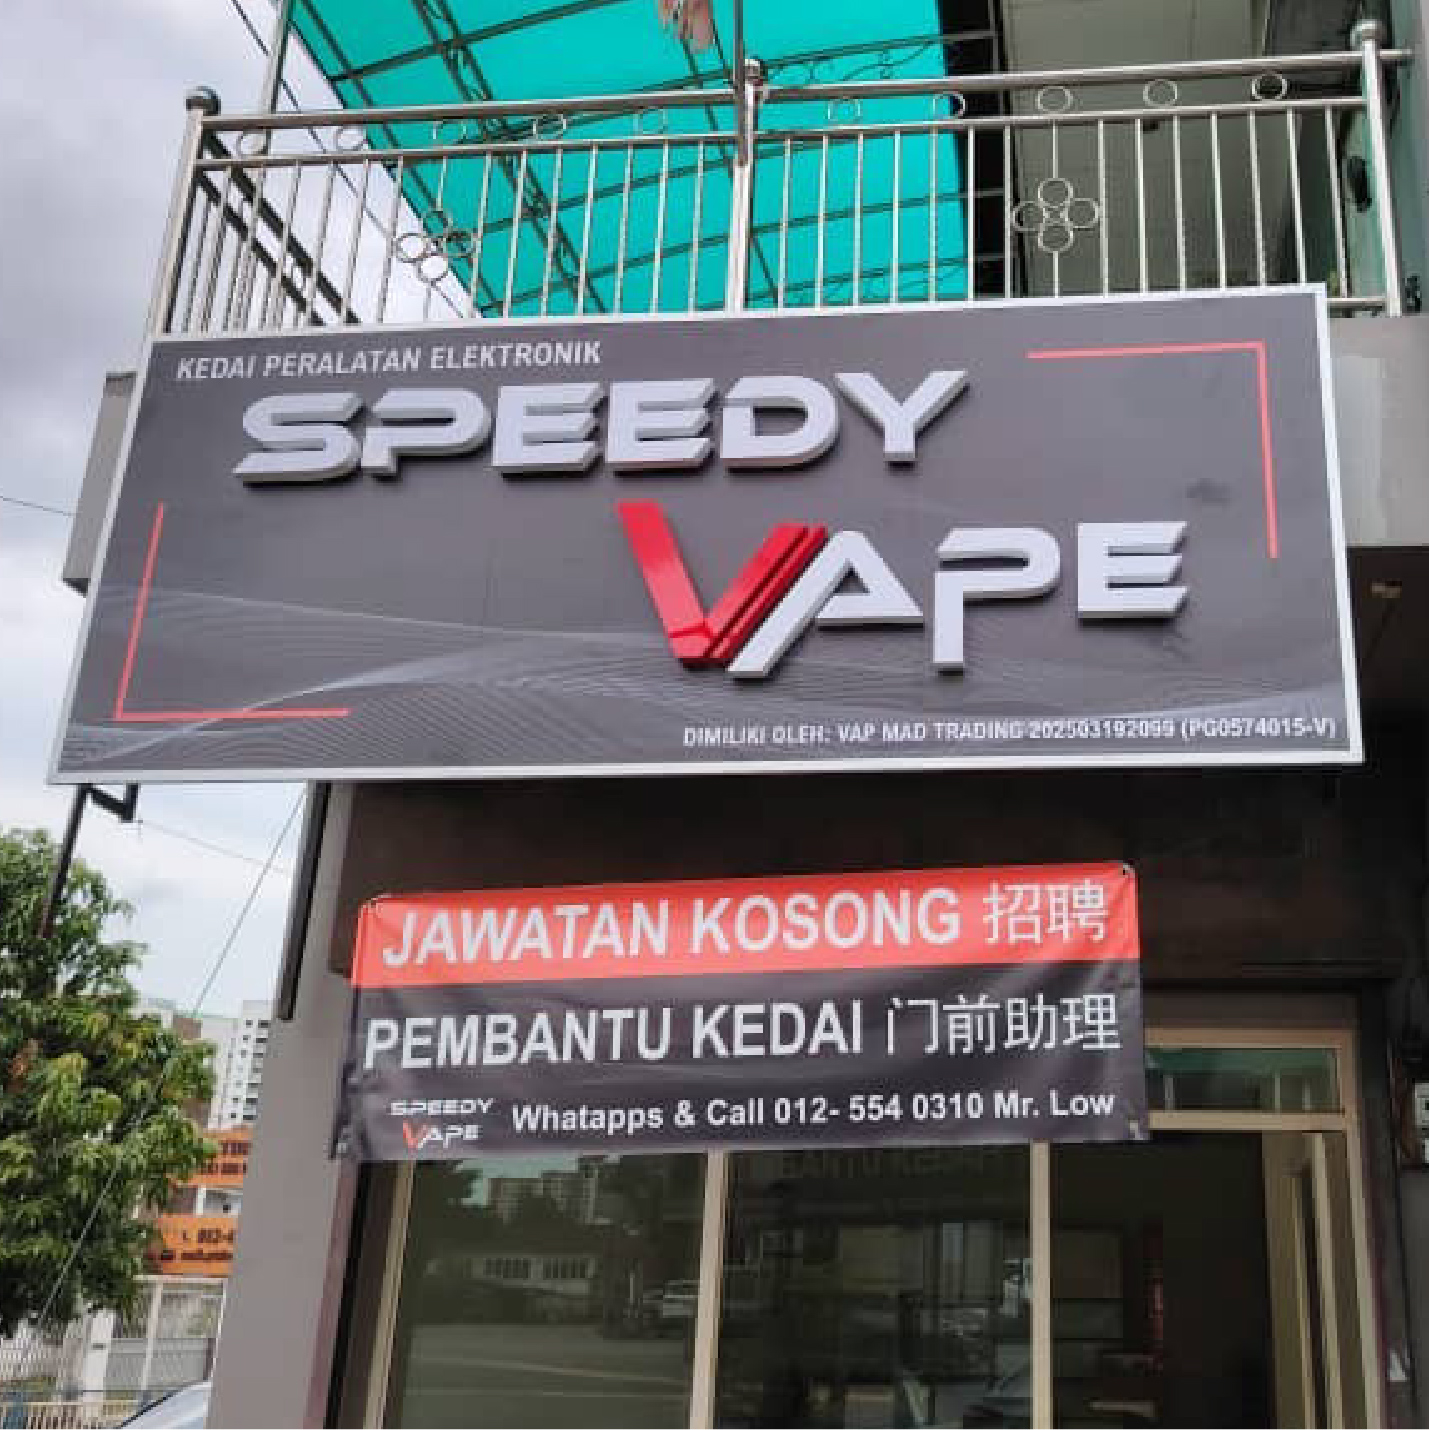 KEDAI PERALATAN ELEKTRONIK
SPEEDY
VAPE
DIMILIKI OLEH: VAP MAD TRADING 202503192099 (PG0574015-V)
JAWATAN KOSONG 招聘
PEMBANTU KEDAI 门前助理
SPEEDY
VAPE
Whatapps & Call 012- 554 0310 Mr. Low